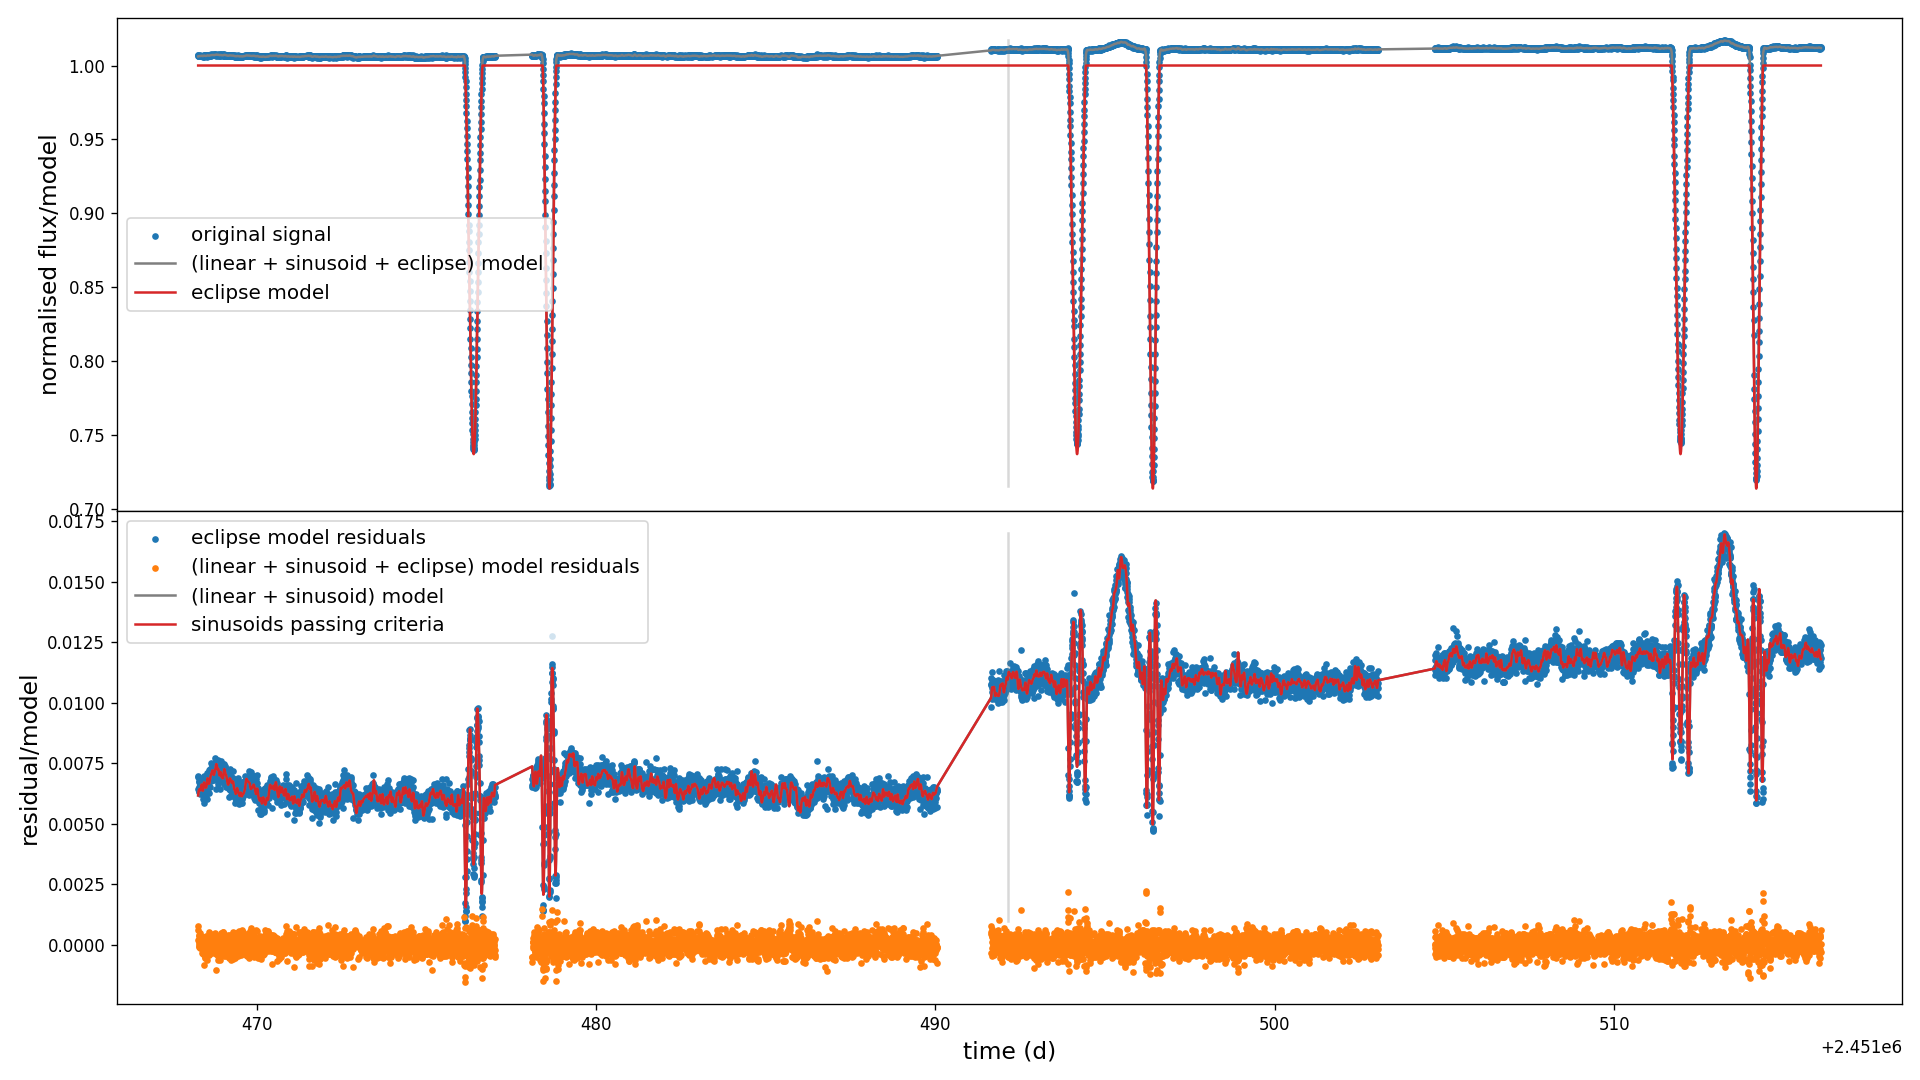 normalised flux/model
1.00
0.95
0.90
0.85
0.80
0.75
0.70
original signal
(linear + sinusoid + eclipse) model
eclipse model
residual/model
0.0175
0.0150
0.0125
0.0100
0.0075
0.0050
0.0025
0.0000
eclipse model residuals
(linear + sinusoid + eclipse) model residuals
(linear + sinusoid) model
sinusoids passing criteria
470
480
490
500
510
time (d)
+2.451e6